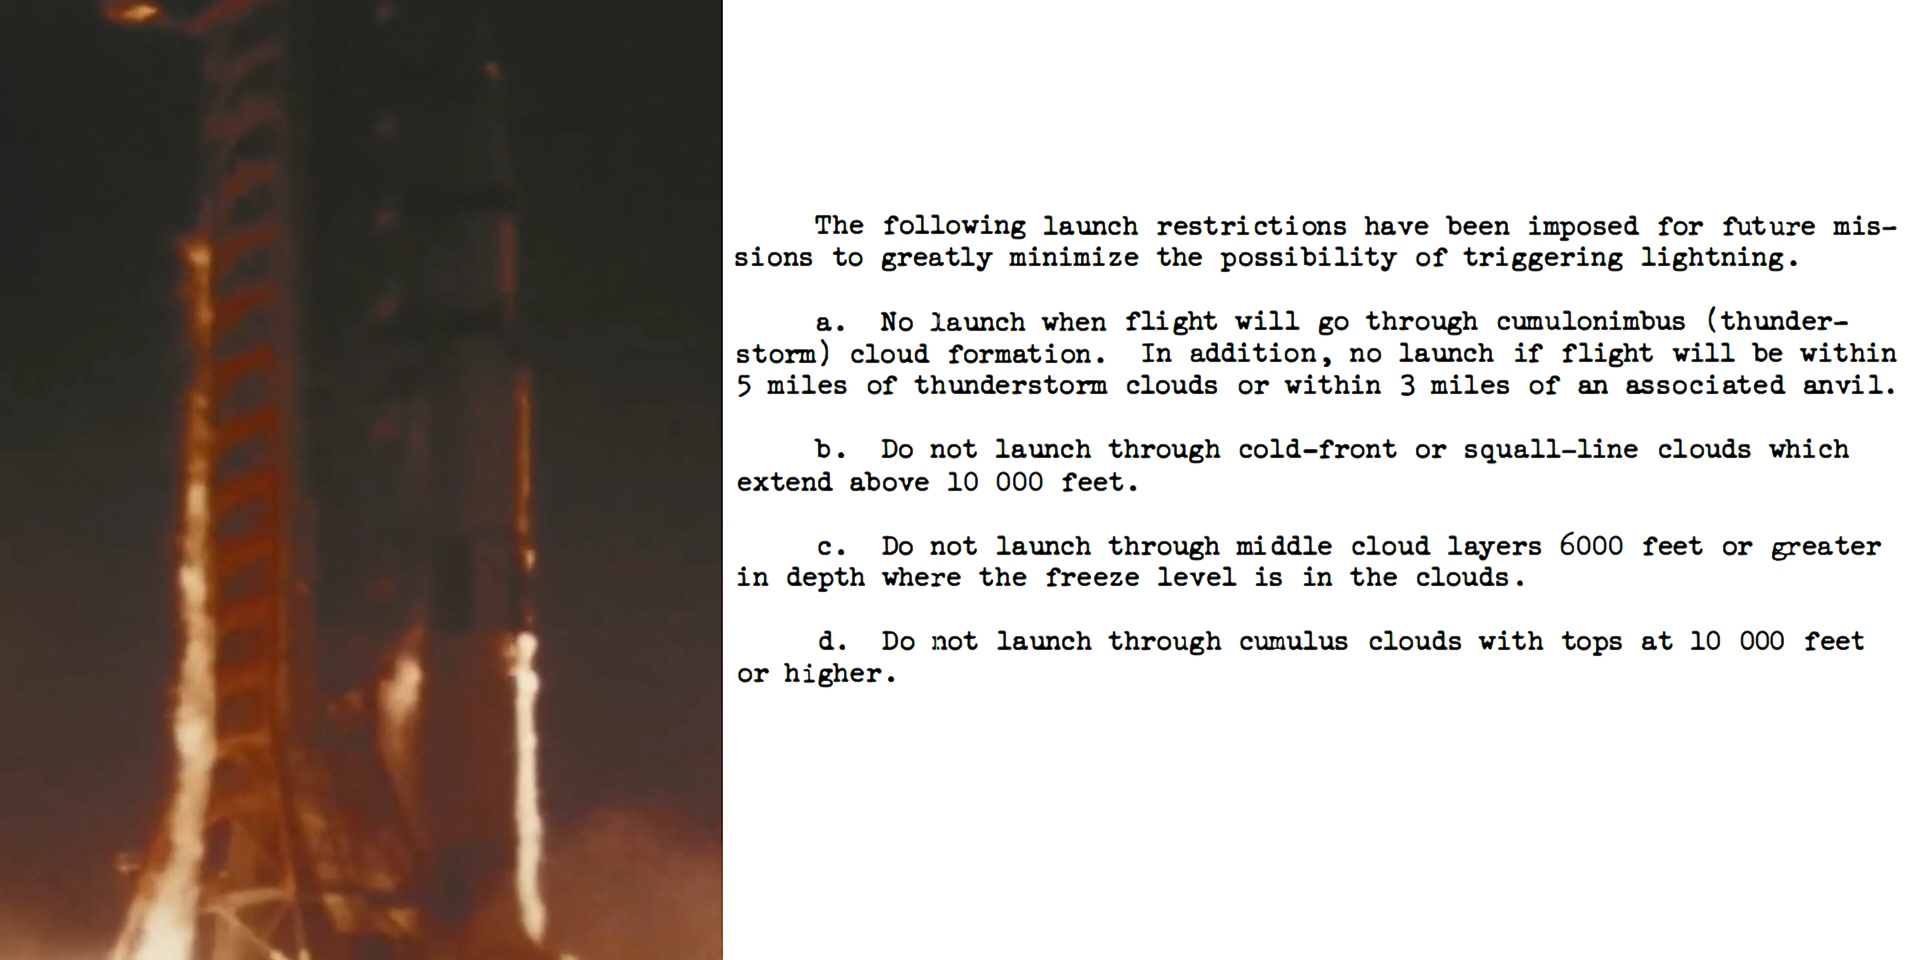 The following launch restrictions have been imposed for future mis-
sions to greatly minimize the possibility of triggering lightning.
a. No launch when flight will go through cumulonimbus (thunder-
storm) cloud formation. In addition, no launch if flight will be within
5 miles of thunderstorm clouds or within 3 miles of an associated anvil.
b. Do not launch through cold-front or squall-line clouds which
extend above 10 000 feet.
c. Do not launch through middle cloud layers 6000 feet or greater
in depth where the freeze level is in the clouds.
d. Do not launch through cumulus clouds with tops at 10 000 feet
or higher.